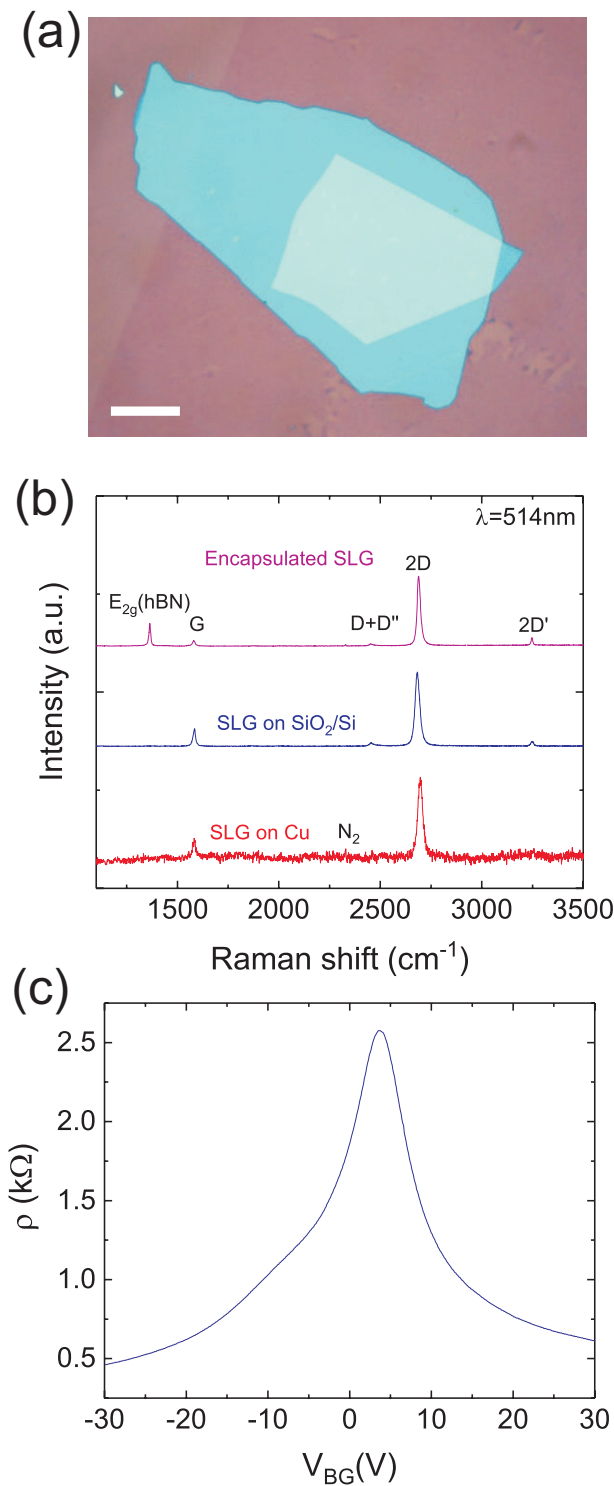 (a)
(b)
λ=514nm
Encapsulated SLG
2D
E₂g(hBN)
G
D+D"
2D'
SLG on SiO₂/Si
SLG on Cu
N₂
Intensity (a.u.)
1500 2000 2500 3000 3500
Raman shift (cm⁻¹)
(c)
2.5
2.0
1.5
1.0
0.5
ρ (kΩ)
-30 -20 -10 0 10 20 30
V_BG(V)